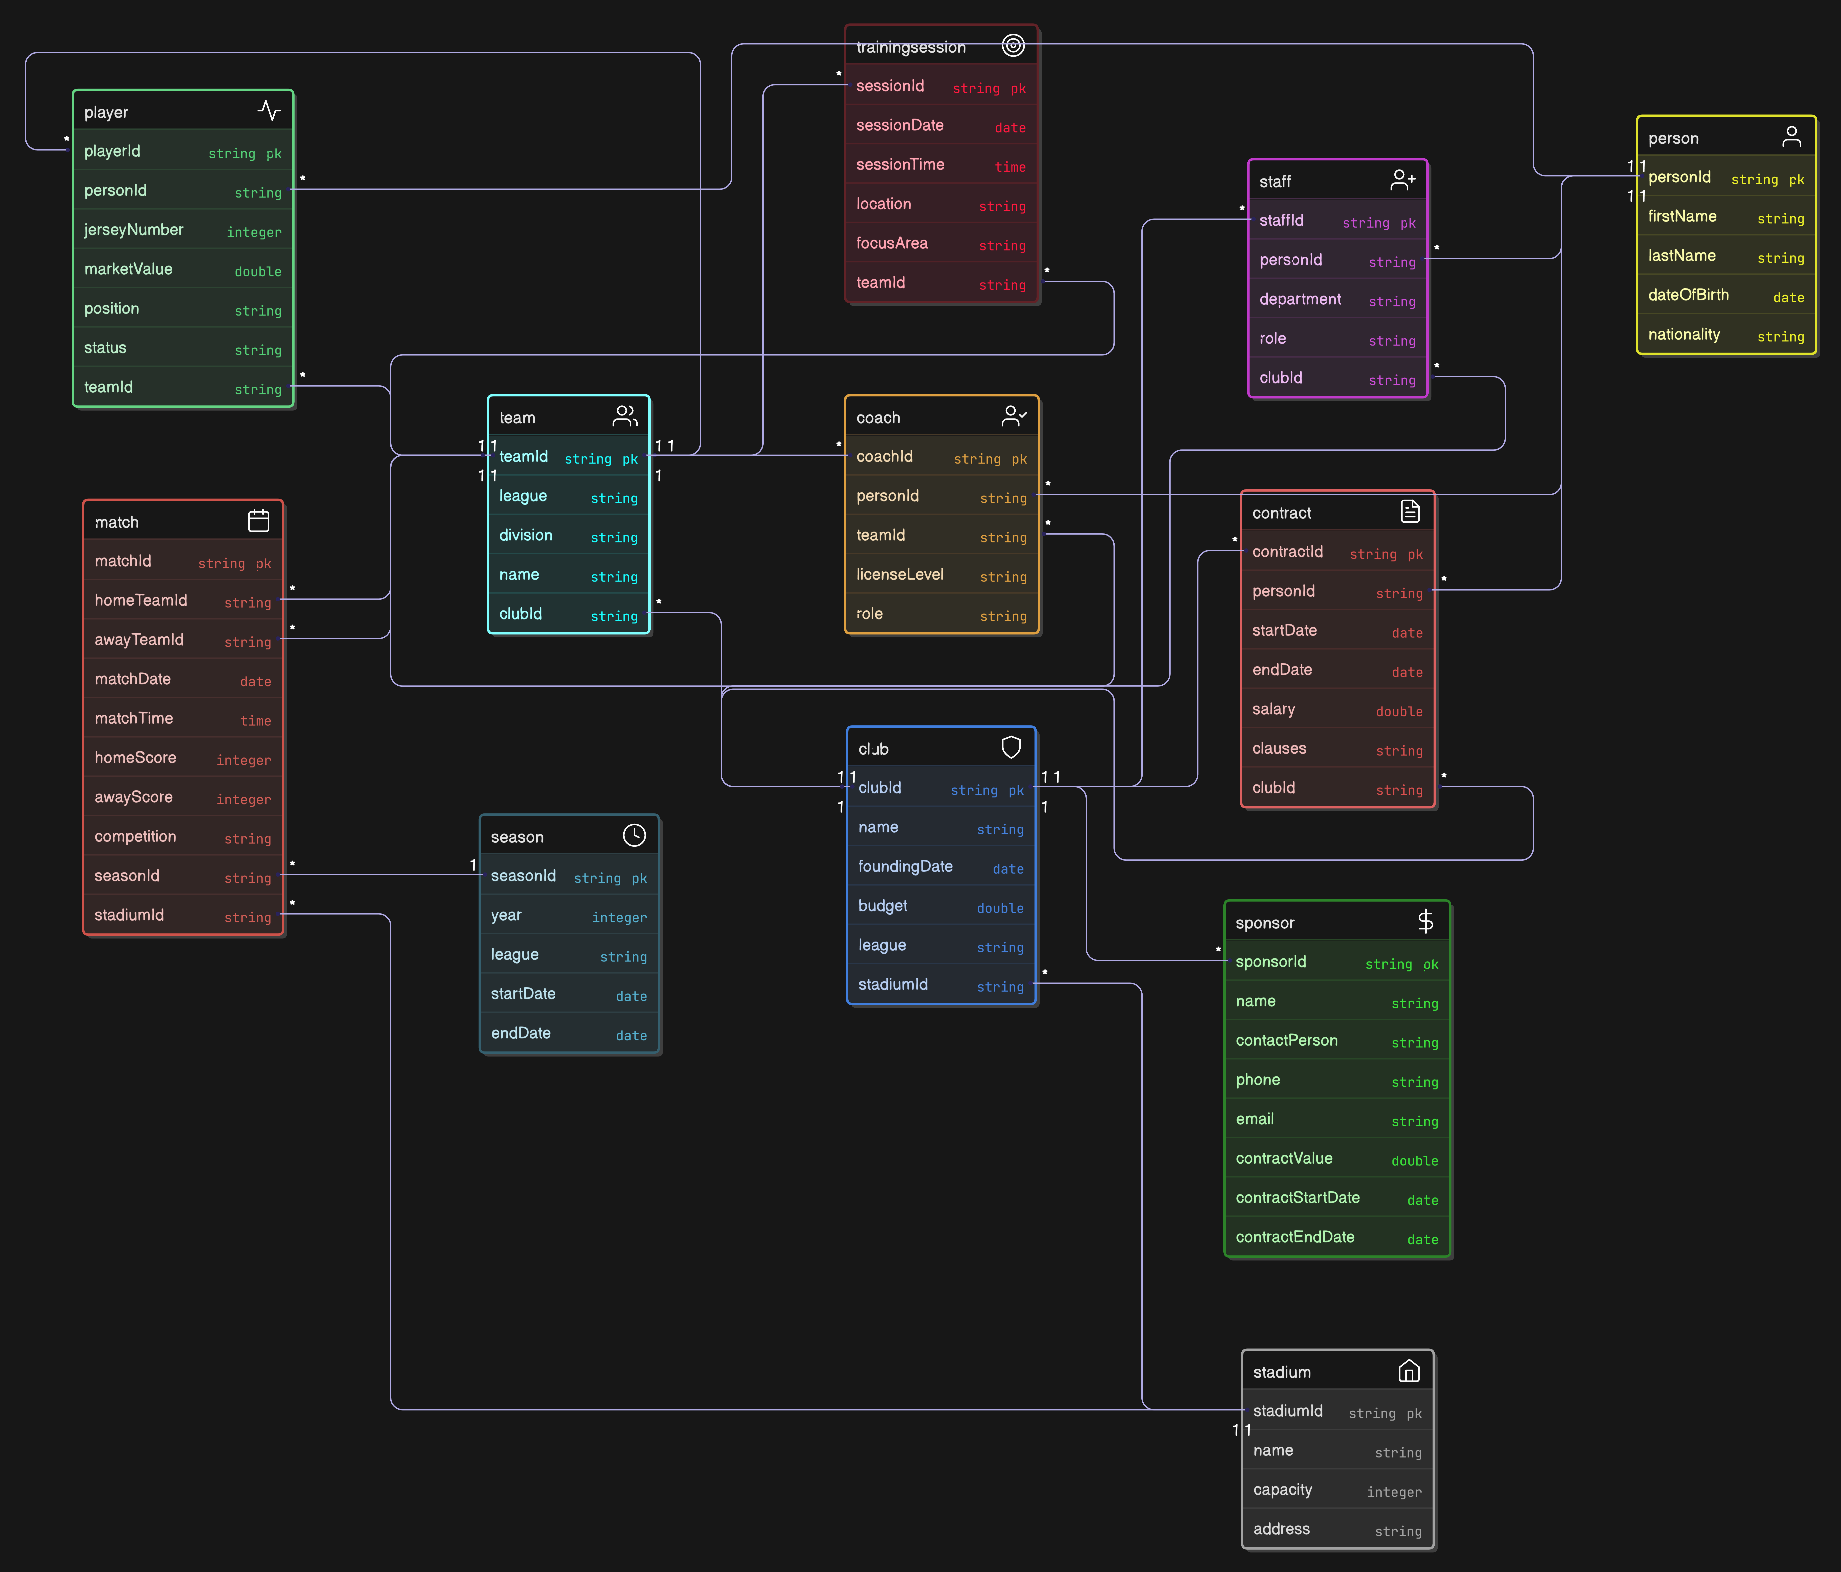 trainingsession
sessionId string pk
sessionDate date
sessionTime time
location string
focusArea string
teamId string
player
playerId string pk
personId string
jerseyNumber integer
marketValue double
position string
status string
teamId string
person
personId string pk
firstName string
lastName string
dateOfBirth date
nationality string
staff
staffId string pk
personId string
department string
role string
clubId string
team
teamId string pk
league string
division string
name string
clubId string
coach
coachId string pk
personId string
teamId string
licenseLevel string
role string
contract
contractId string pk
personId string
startDate date
endDate date
salary double
clauses string
clubId string
match
matchId string pk
homeTeamId string
awayTeamId string
matchDate date
matchTime time
homeScore integer
awayScore integer
competition string
seasonId string
stadiumId string
season
seasonId string pk
year integer
league string
startDate date
endDate date
club
clubId string pk
name string
foundingDate date
budget double
league string
stadiumId string
sponsor
sponsorId string pk
name string
contactPerson string
phone string
email string
contractValue double
contractStartDate date
contractEndDate date
stadium
stadiumId string pk
name string
capacity integer
address string
*
*
*
*
*
1 1
1 1
*
*
*
1 1
1 1
1 1
1
*
*
*
*
*
*
*
*
*
1 1
1
1 1
1
*
*
1
*
*
*
1 1